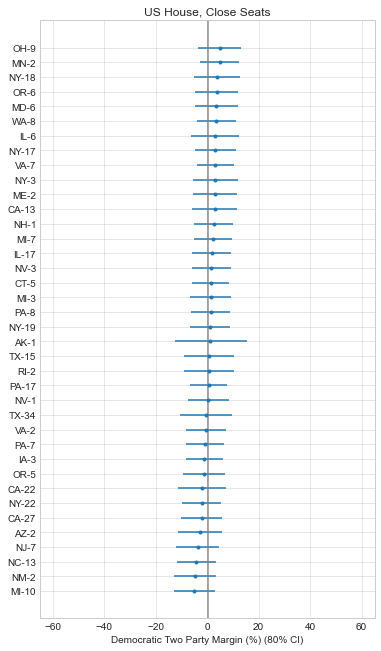 US House, Close Seats
OH-9
MN-2
NY-18
OR-6
MD-6
WA-8
IL-6
NY-17
VA-7
NY-3
ME-2
CA-13
NH-1
MI-7
IL-17
NV-3
CT-5
MI-3
PA-8
NY-19
AK-1
TX-15
RI-2
PA-17
NV-1
TX-34
VA-2
PA-7
IA-3
OR-5
CA-22
NY-22
CA-27
AZ-2
NJ-7
NC-13
NM-2
MI-10
−60 −40 −20 0 20 40 60
Democratic Two Party Margin (%) (80% CI)